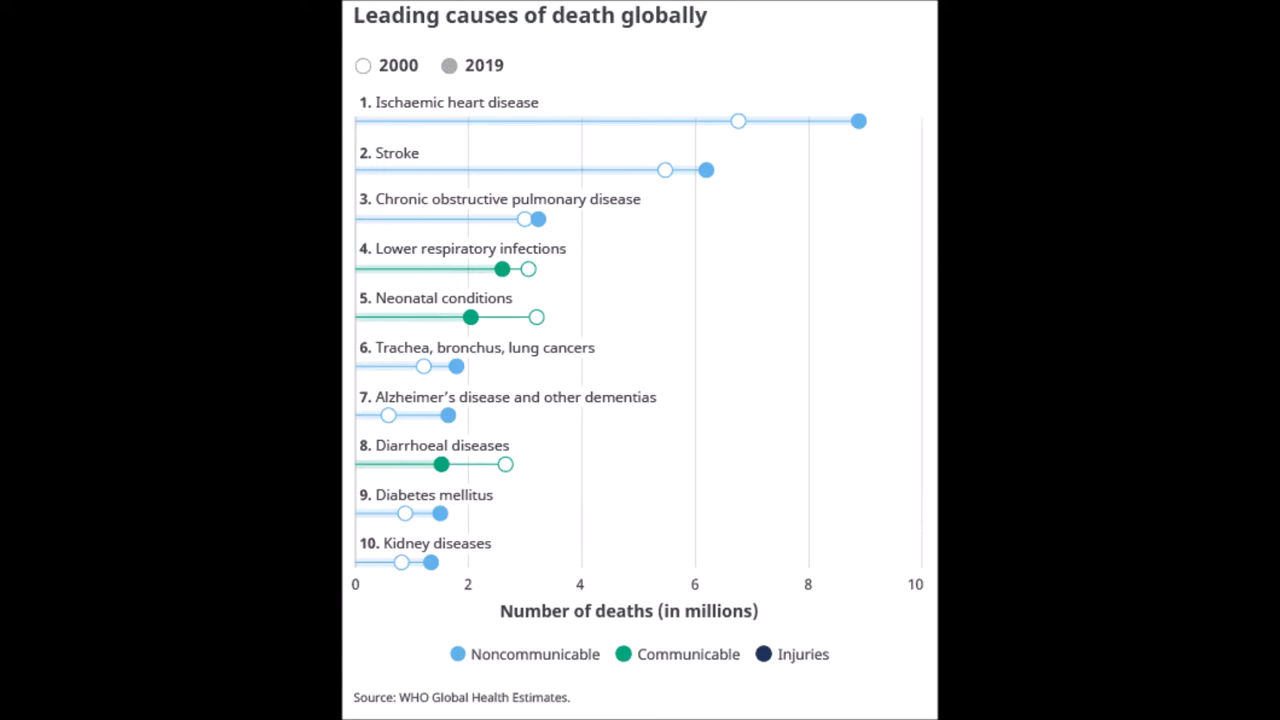 Leading causes of death globally
2000 2019
1. Ischaemic heart disease
2. Stroke
3. Chronic obstructive pulmonary disease
4. Lower respiratory infections
5. Neonatal conditions
6. Trachea, bronchus, lung cancers
7. Alzheimer’s disease and other dementias
8. Diarrhoeal diseases
9. Diabetes mellitus
10. Kidney diseases
0 2 4 6 8 10
Number of deaths (in millions)
Noncommunicable Communicable Injuries
Source: WHO Global Health Estimates.